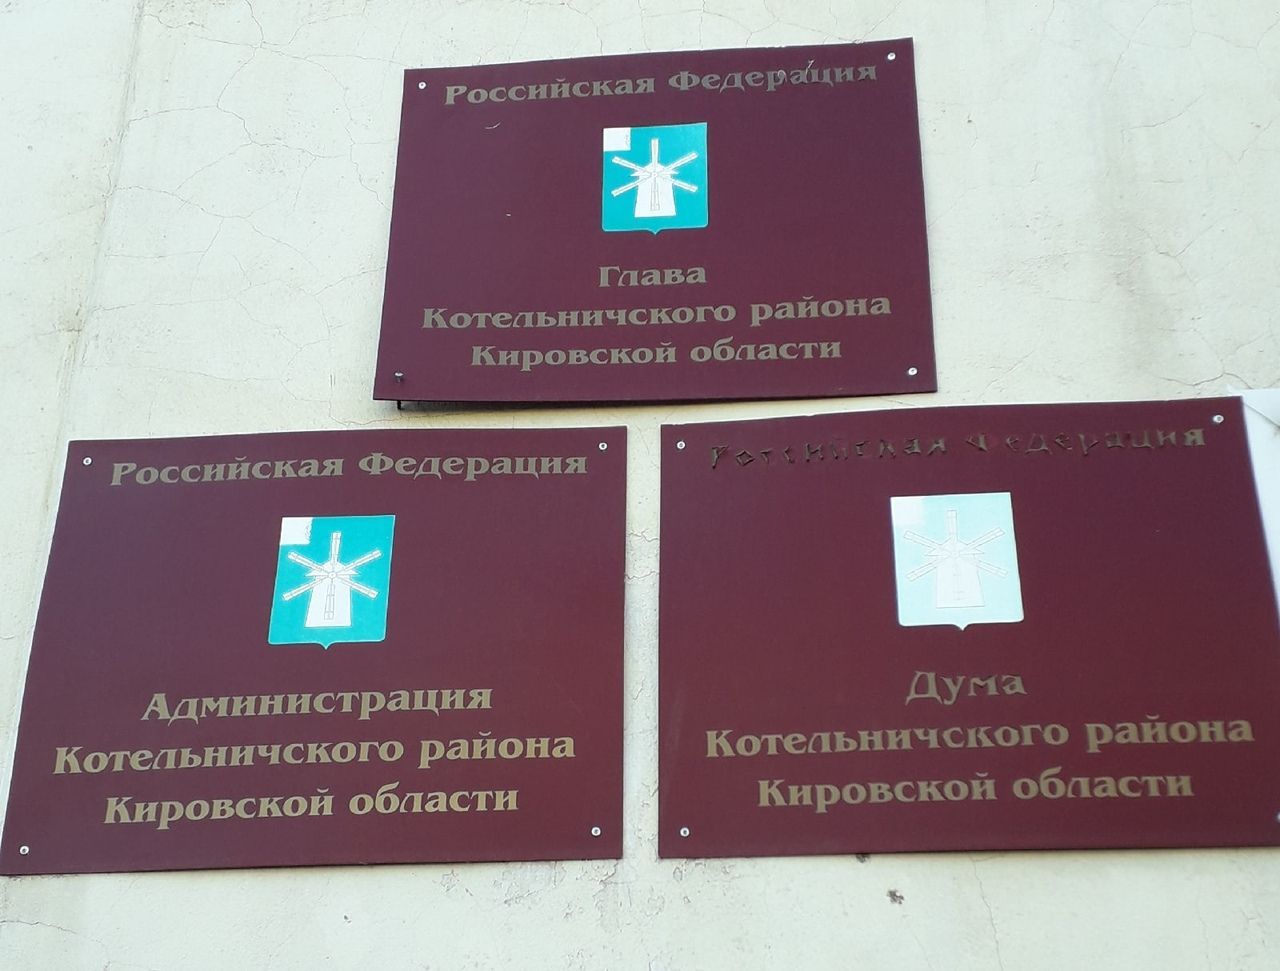 Российская Федерация
Глава
Котельничского района
Кировской области
Российская Федерация
Администрация
Котельничского района
Кировской области
Российская Федерация
Дума
Котельничского района
Кировской области